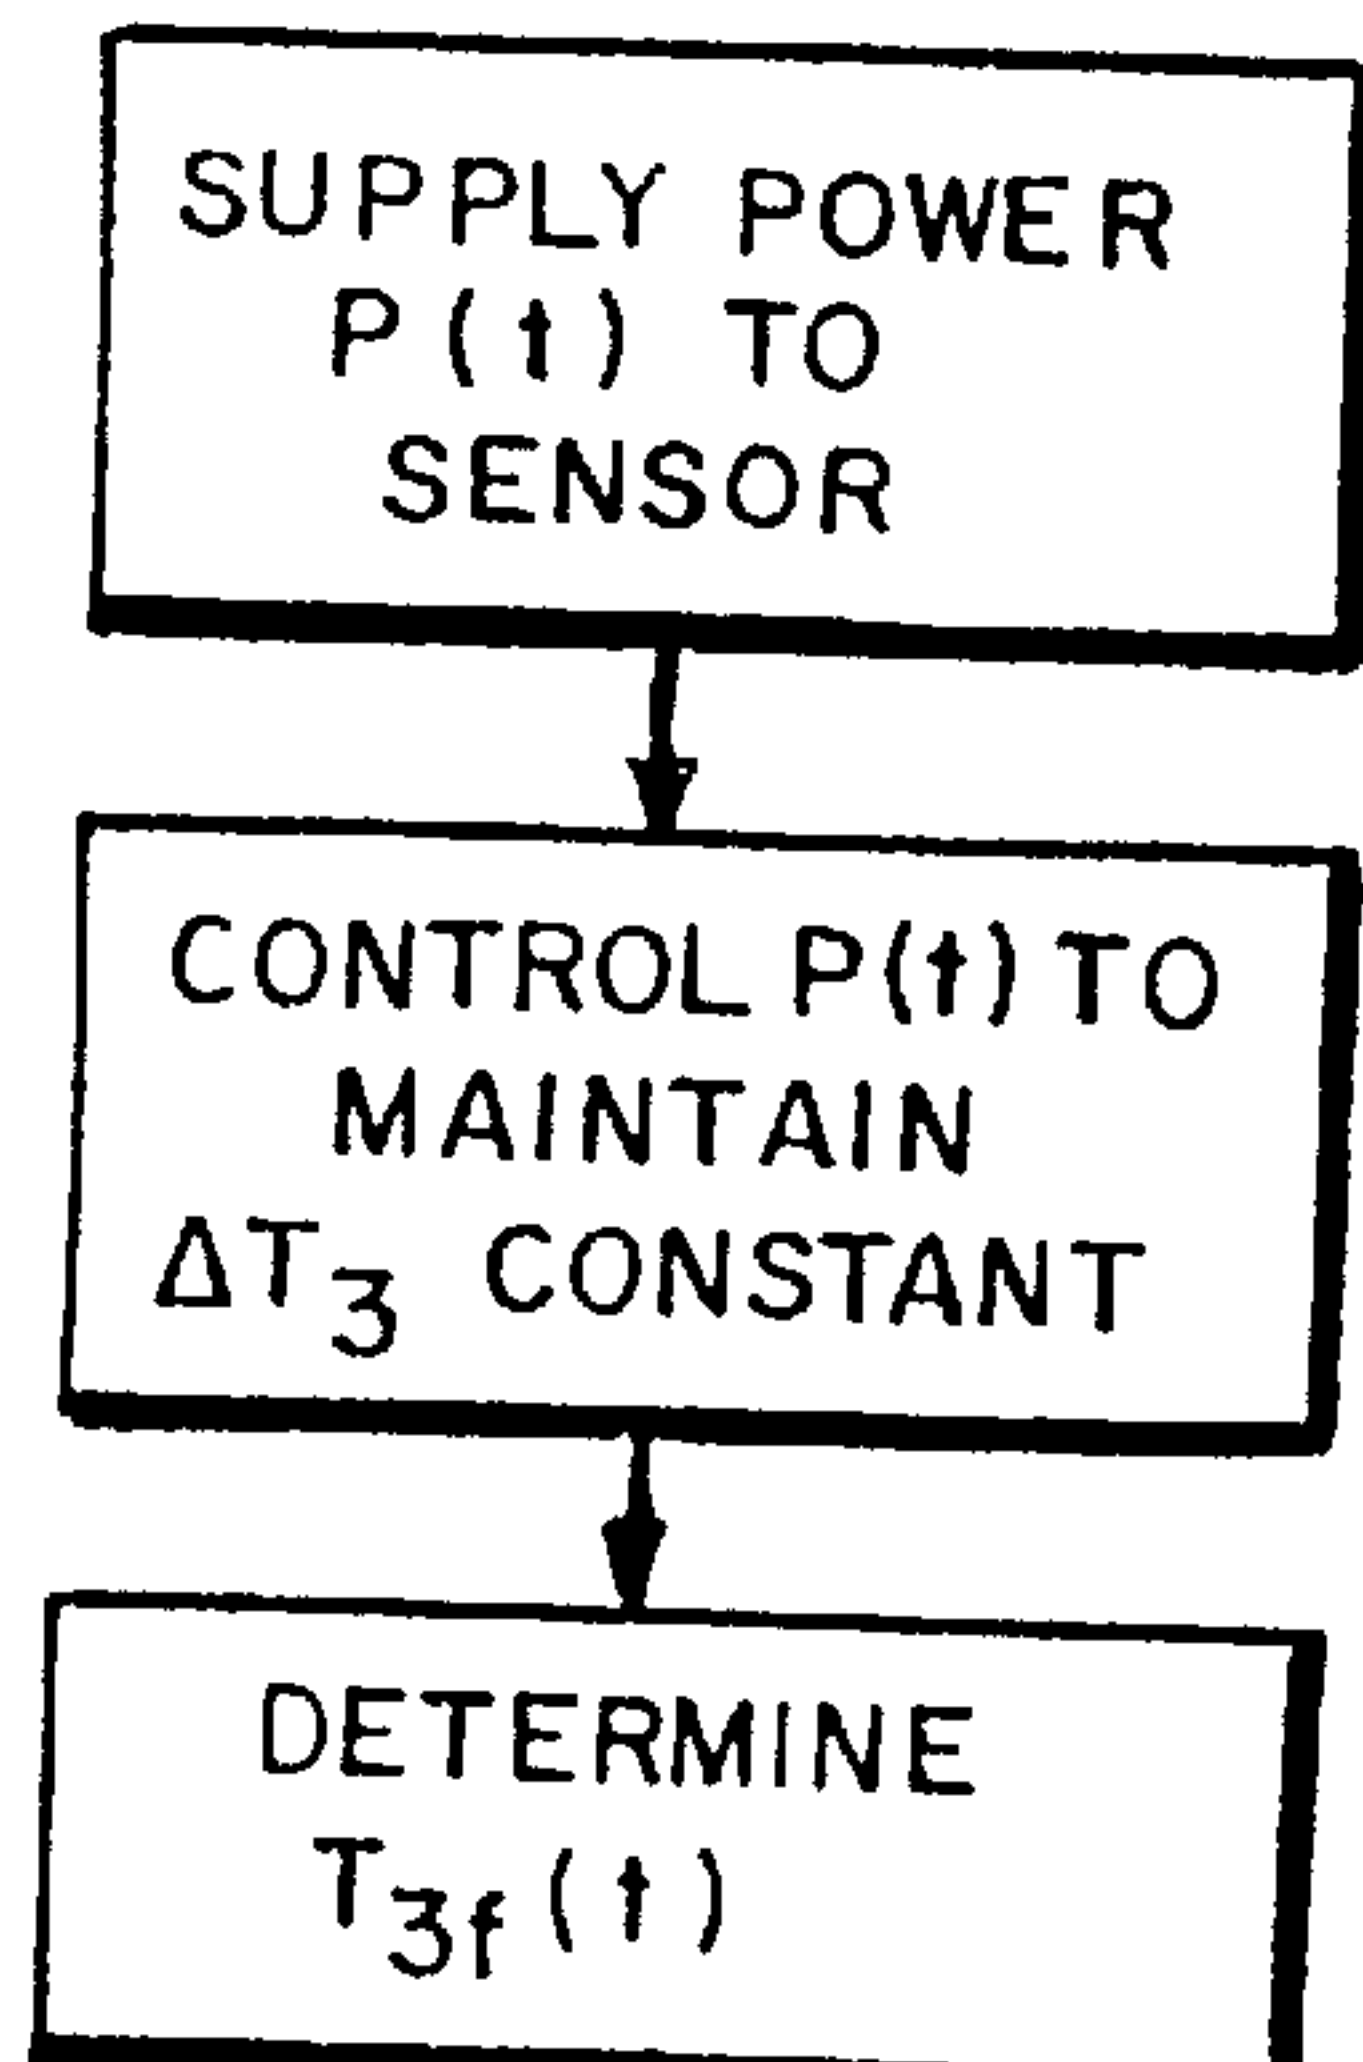 SUPPLY POWER
P(t) TO
SENSOR
CONTROL P(t) TO
MAINTAIN
ΔT₃ CONSTANT
DETERMINE
T₃f(t)